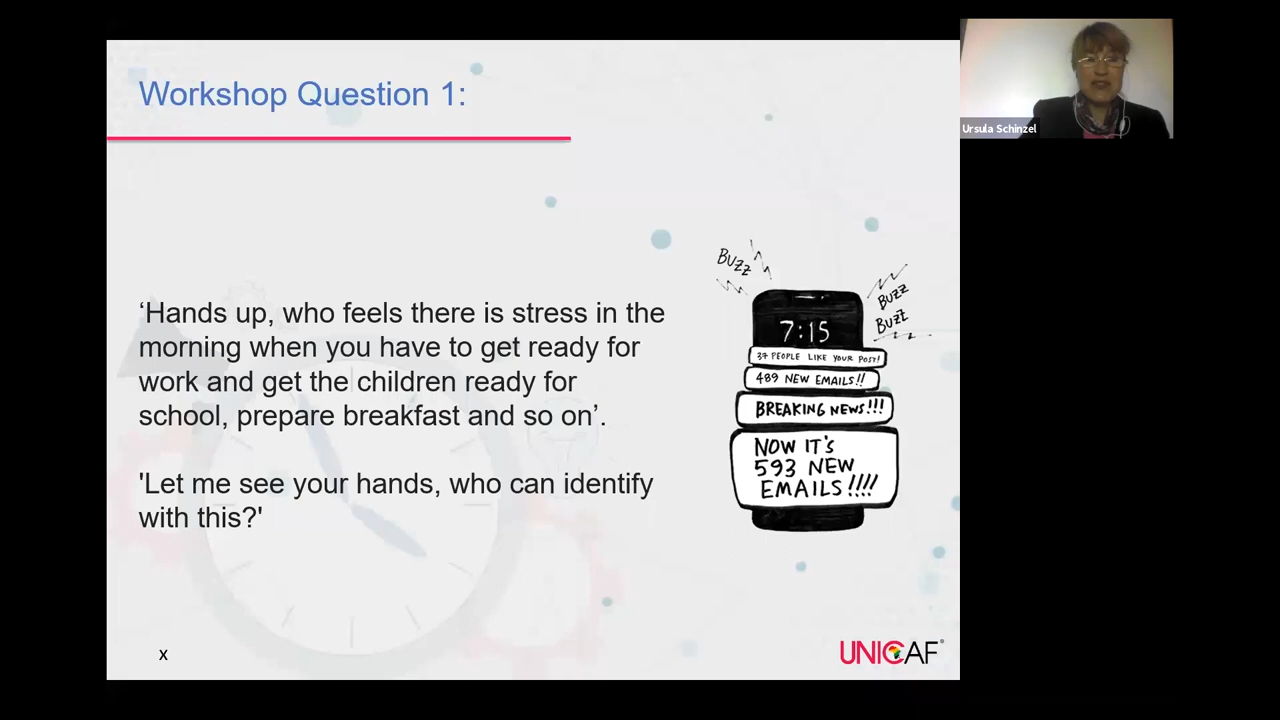 Workshop Question 1:
Ursula Schinzel
‘Hands up, who feels there is stress in the
morning when you have to get ready for
work and get the children ready for
school, prepare breakfast and so on’.
'Let me see your hands, who can identify
with this?'
BUZZ
BUZZ
BUZZ
7:15
37 PEOPLE LIKE YOUR POST!
489 NEW EMAILS!!
BREAKING NEWS!!!
NOW IT'S
593 NEW
EMAILS!!!!
x
UNICAF®